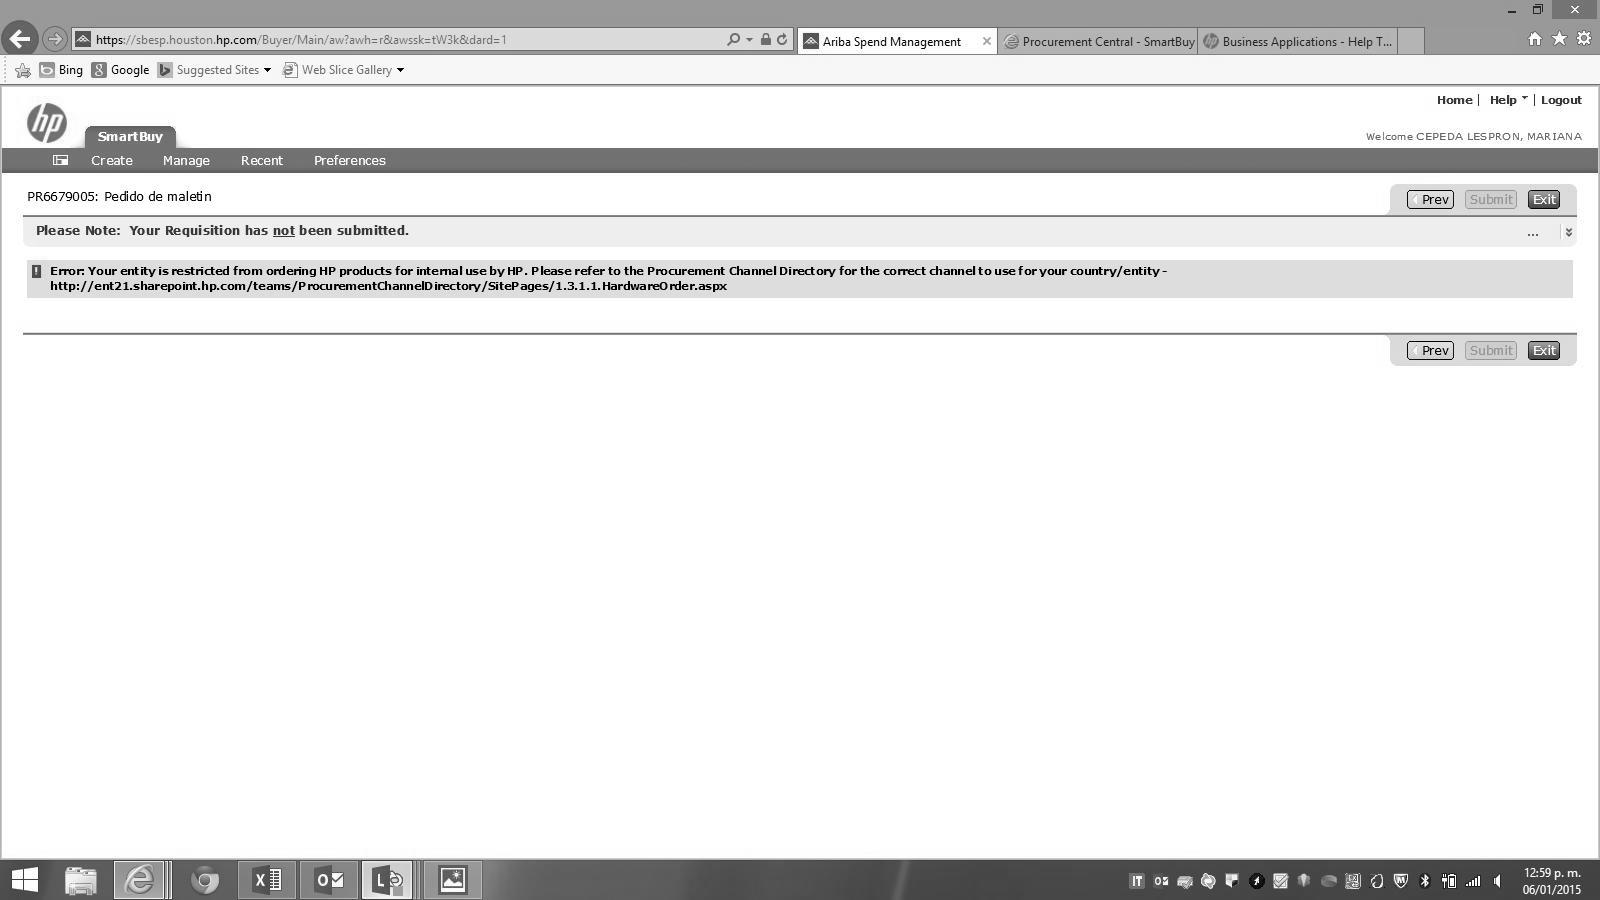 https://sbesp.houston.hp.com/Buyer/Main/aw?awh=r&awssk=tW3k&dard=1
Ariba Spend Management
Procurement Central - SmartBuy
Business Applications - Help T...
Bing
Google
Suggested Sites
Web Slice Gallery
Home | Help | Logout
hp
SmartBuy
Welcome CEPEDA LESPRON, MARIANA
Create Manage Recent Preferences
PR6679005: Pedido de maletin
Prev Submit Exit
Please Note: Your Requisition has not been submitted.
...
Error: Your entity is restricted from ordering HP products for internal use by HP. Please refer to the Procurement Channel Directory for the correct channel to use for your country/entity -
http://ent21.sharepoint.hp.com/teams/ProcurementChannelDirectory/SitePages/1.3.1.1.HardwareOrder.aspx
Prev Submit Exit
12:59 p. m.
06/01/2015